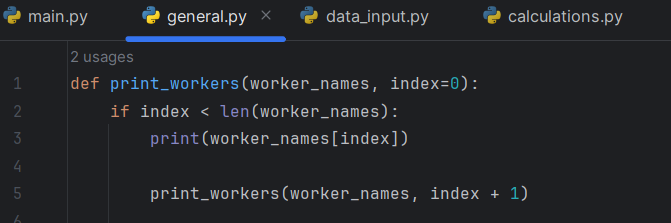 main.py general.py × data_input.py calculations.py
2 usages
1 def print_workers(worker_names, index=0):
2     if index < len(worker_names):
3         print(worker_names[index])
4
5         print_workers(worker_names, index + 1)
6